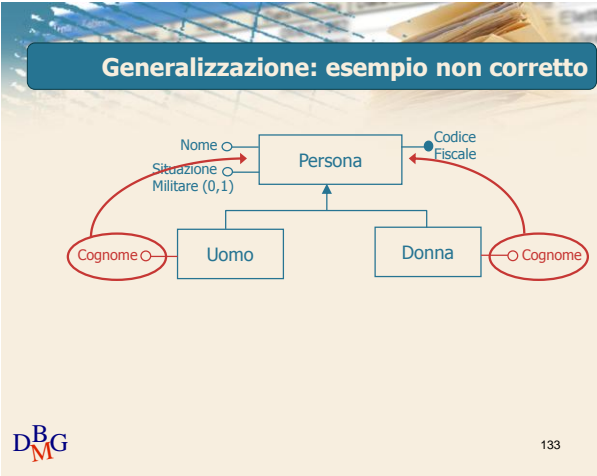 Generalizzazione: esempio non corretto
Nome
Codice
Fiscale
Situazione
Militare (0,1)
Persona
Cognome
Uomo
Donna
Cognome
DBMG
133